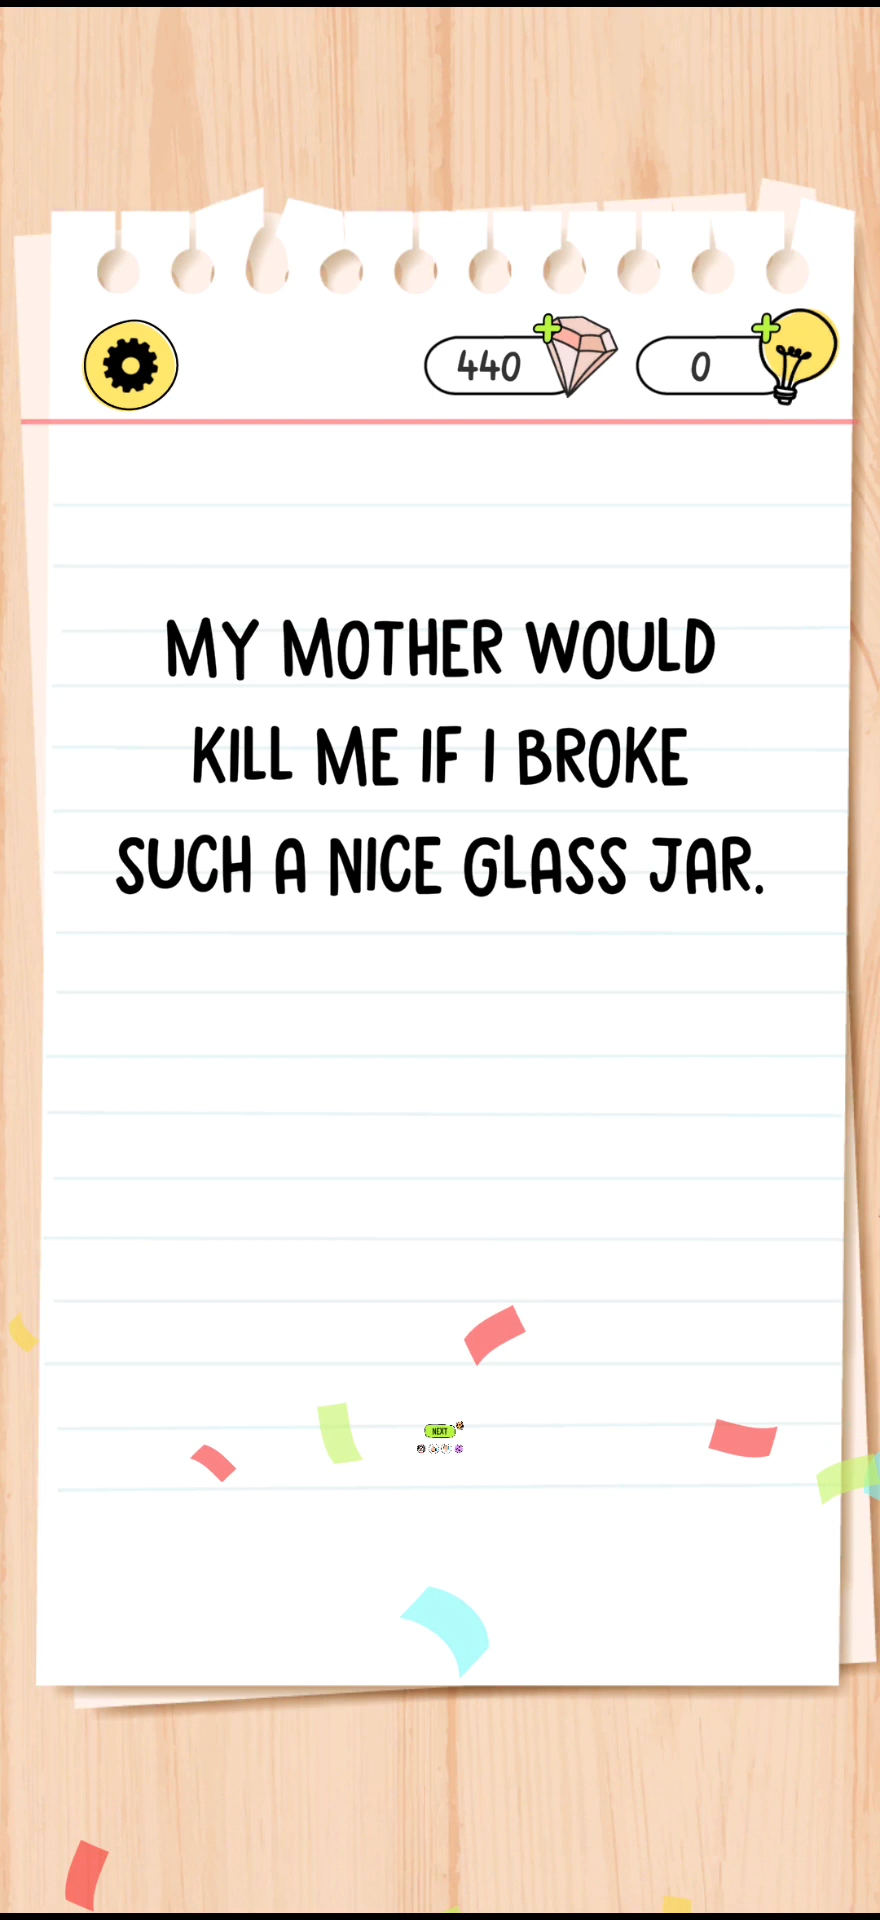 440
0
MY MOTHER WOULD
KILL ME IF I BROKE
SUCH A NICE GLASS JAR.
NEXT